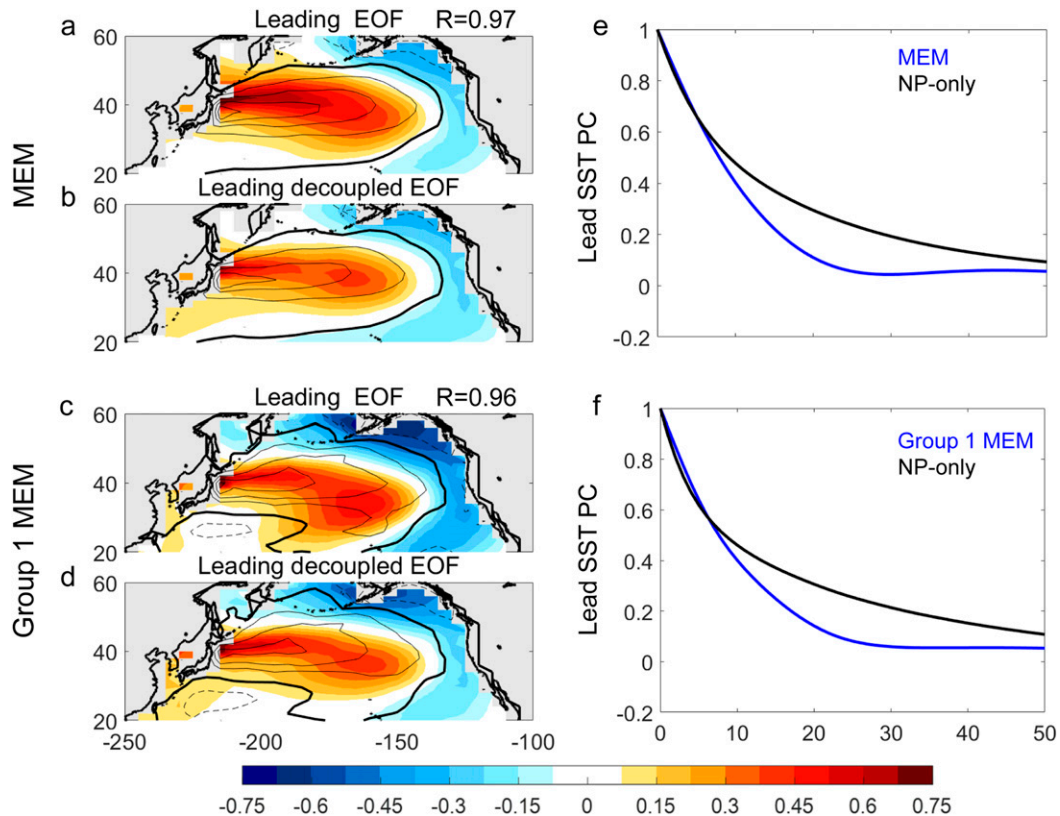 a
Leading EOF R=0.97
60
40
20
MEM
b
Leading decoupled EOF
60
40
20
c
Leading EOF R=0.96
60
40
20
Group 1 MEM
d
Leading decoupled EOF
60
40
20
-250
-200
-150
-100
e
1
0.8
0.6
0.4
0.2
0
-0.2
Lead SST PC
MEM
NP-only
f
1
0.8
0.6
0.4
0.2
0
-0.2
Lead SST PC
Group 1 MEM
NP-only
0
10
20
30
40
50
-0.75
-0.6
-0.45
-0.3
-0.15
0
0.15
0.3
0.45
0.6
0.75